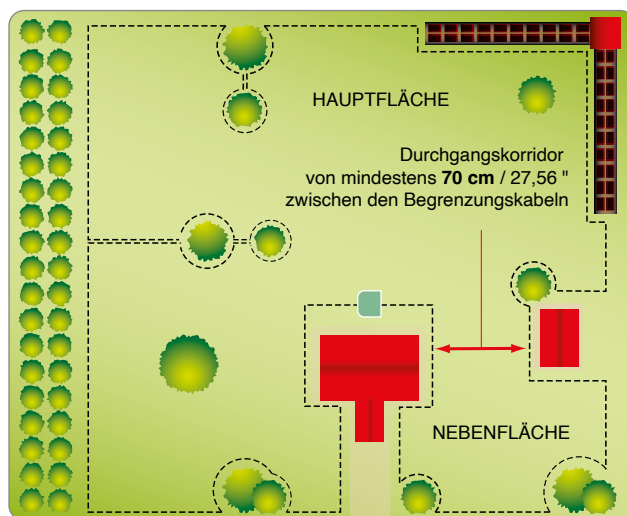 HAUPTFLÄCHE
Durchgangskorridor
von mindestens 70 cm / 27,56 "
zwischen den Begrenzungskabeln
NEBENFLÄCHE